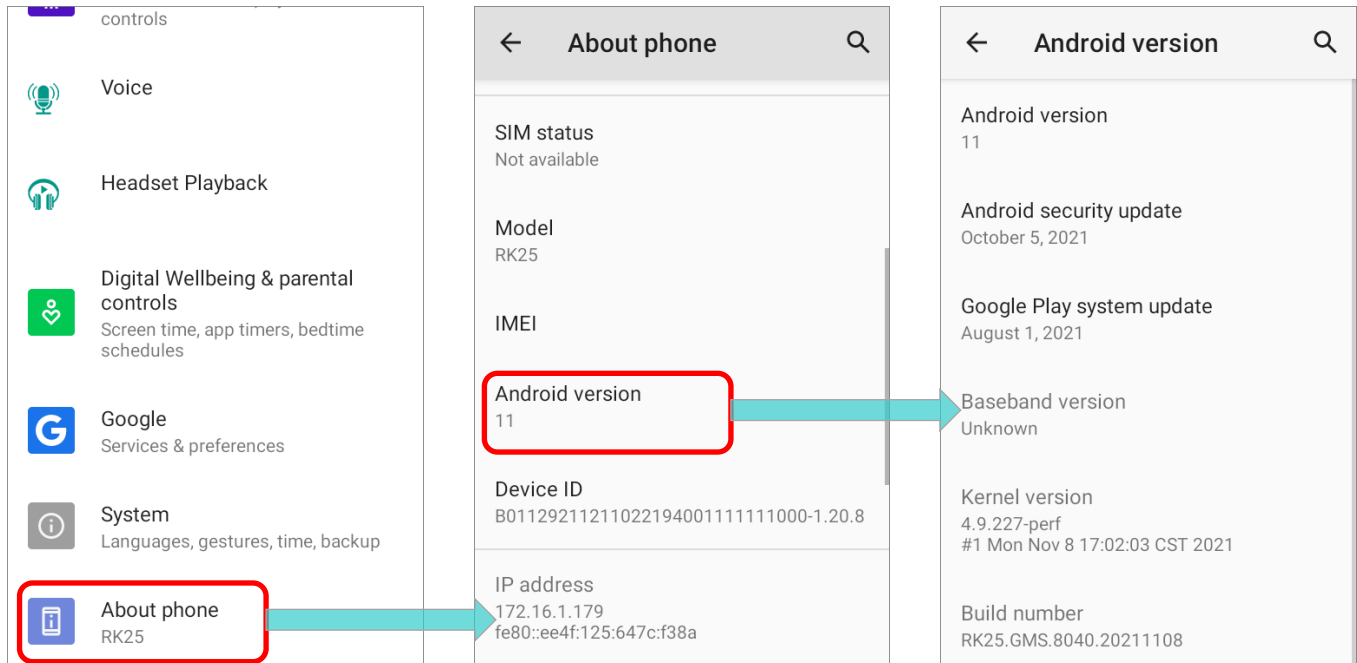 controls
Voice
Headset Playback
Digital Wellbeing & parental
controls
Screen time, app timers, bedtime
schedules
Google
Services & preferences
System
Languages, gestures, time, backup
About phone
RK25
About phone
SIM status
Not available
Model
RK25
IMEI
Android version
11
Device ID
B01129211211022194001111111000-1.20.8
IP address
172.16.1.179
fe80::ee4f:125:647c:f38a
Android version
Android version
11
Android security update
October 5, 2021
Google Play system update
August 1, 2021
Baseband version
Unknown
Kernel version
4.9.227-perf
#1 Mon Nov 8 17:02:03 CST 2021
Build number
RK25.GMS.8040.20211108